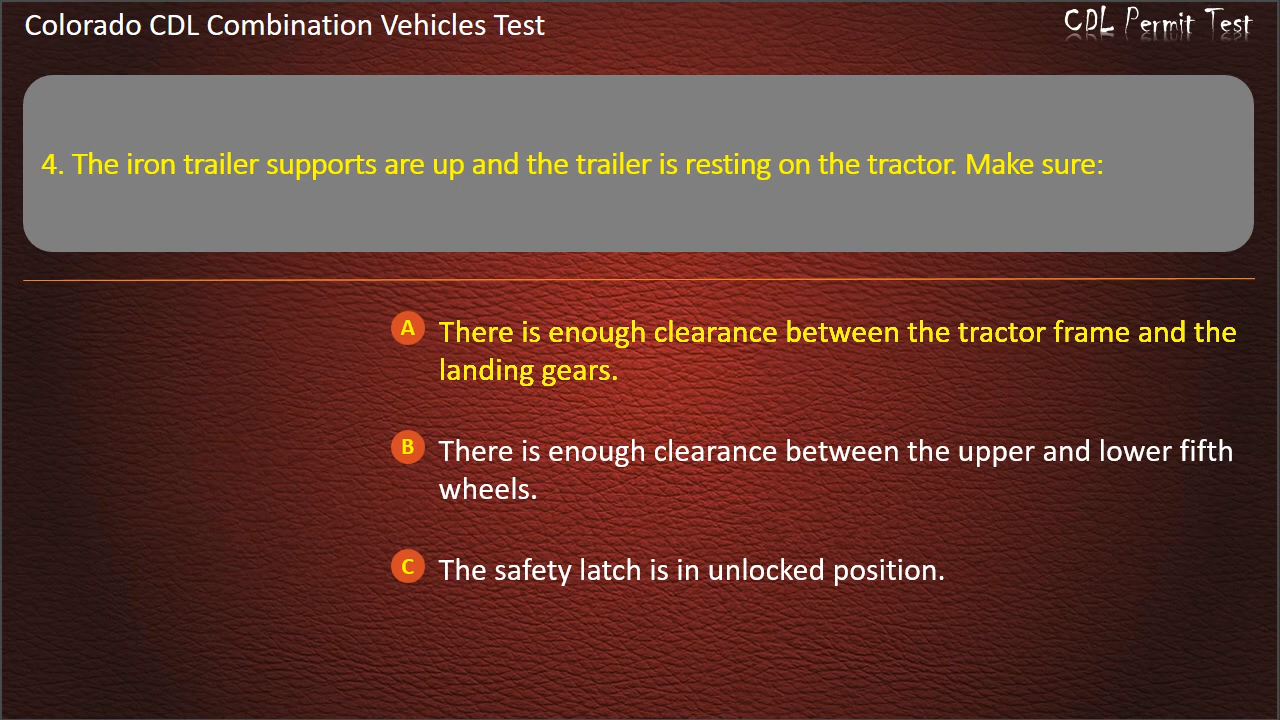 Colorado CDL Combination Vehicles Test
CDL Permit Test
4. The iron trailer supports are up and the trailer is resting on the tractor. Make sure:
A There is enough clearance between the tractor frame and the
landing gears.
B There is enough clearance between the upper and lower fifth
wheels.
C The safety latch is in unlocked position.